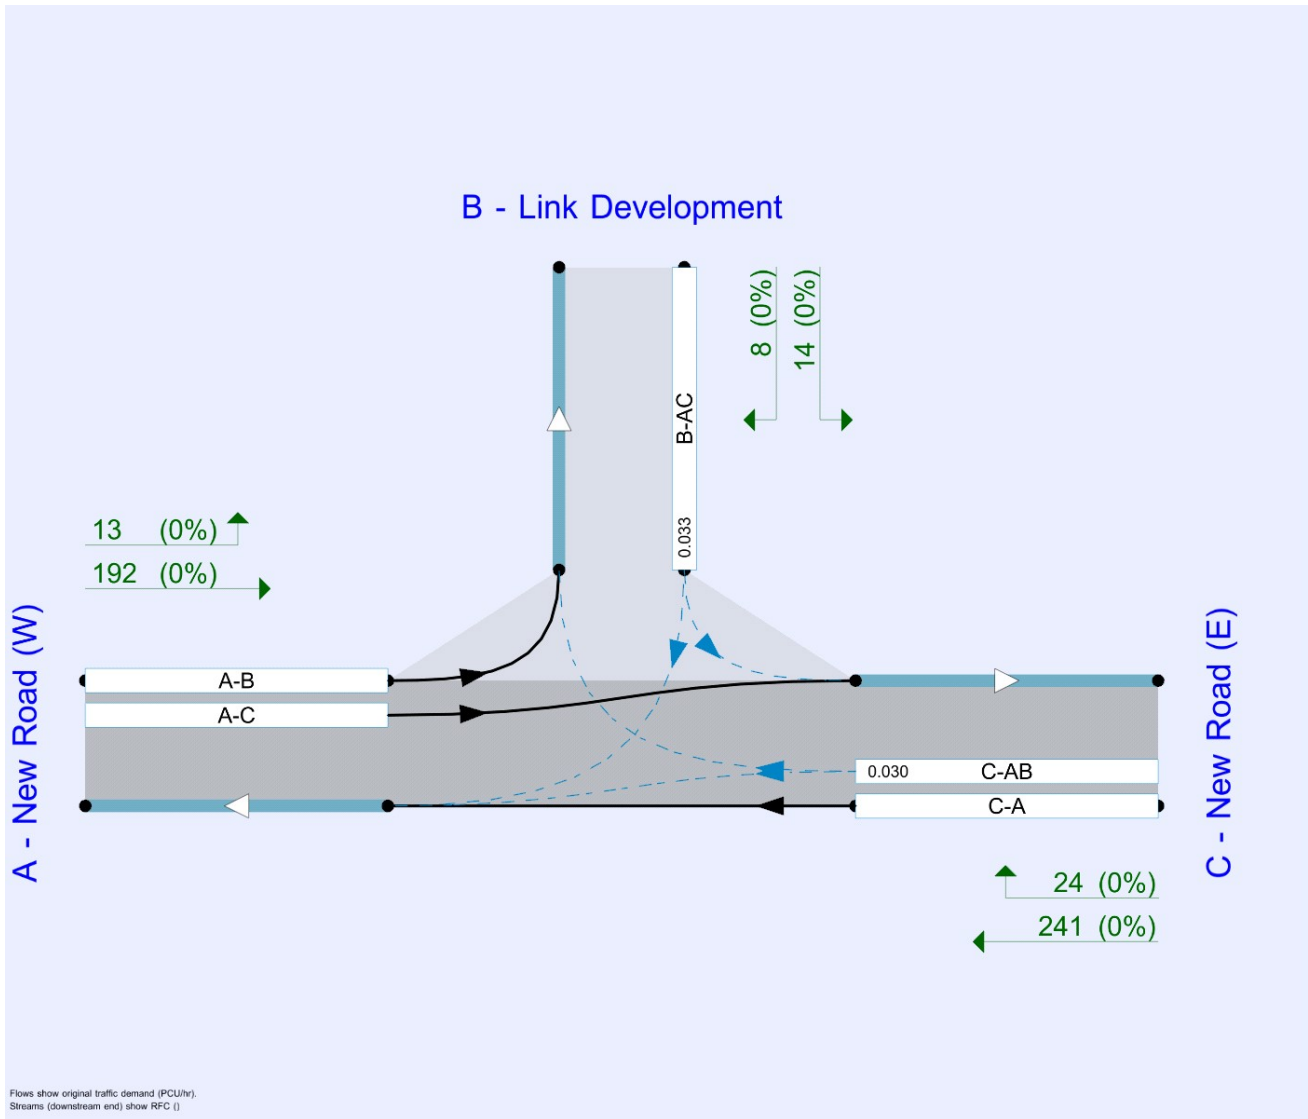 B - Link Development
8 (0%)
14 (0%)
B-AC
0.033
13 (0%)
192 (0%)
A - New Road (W)
A-B
A-C
C - New Road (E)
0.030 C-AB
C-A
24 (0%)
241 (0%)
Flows show original traffic demand (PCU/hr).
Streams (downstream end) show RFC ()